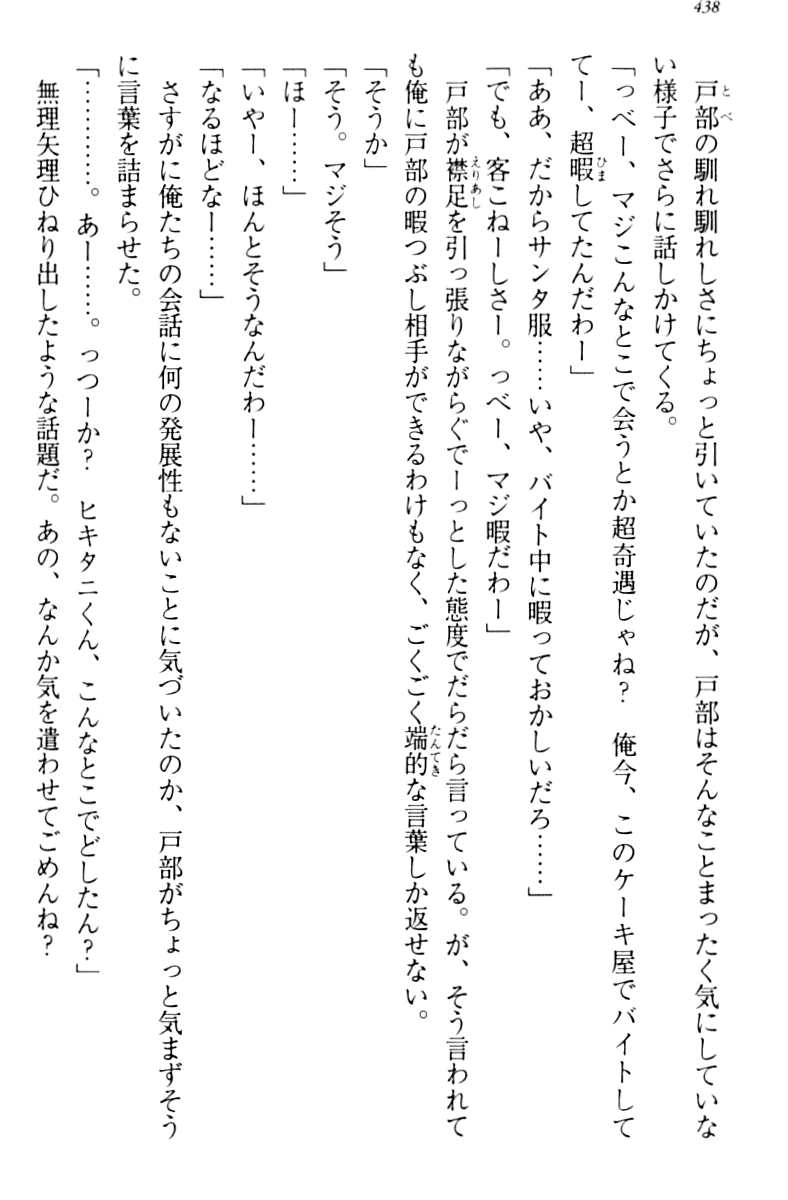 438
戸部の馴れ馴れしさにちょっと引いていたのだが、戸部はそんなことまったく気にしていな
い様子でさらに話しかけてくる。
「っべー、マジこんなとこで会うとか超奇遇じゃね?　俺今、このケーキ屋でバイトして
てー、超暇してたんだわー」
「ああ、だからサンタ服……いや、バイト中に暇っておかしいだろ……」
「でも、客こねーしさー。っべー、マジ暇だわー」
戸部が襟足を引っ張りながらぐでーっとした態度でだらだら言っている。が、そう言われて
も俺に戸部の暇つぶし相手ができるわけもなく、ごくごく端的な言葉しか返せない。
「そうか」
「そう。マジそう」
「ほー……」
「いやー、ほんとそうなんだわー……」
「なるほどなー……」
さすがに俺たちの会話に何の発展性もないことに気づいたのか、戸部がちょっと気まずそう
に言葉を詰まらせた。
「…………。あー……。っつーか?　ヒキタニくん、こんなとこでどしたん?」
無理矢理ひねり出したような話題だ。あの、なんか気を遣わせてごめんね?